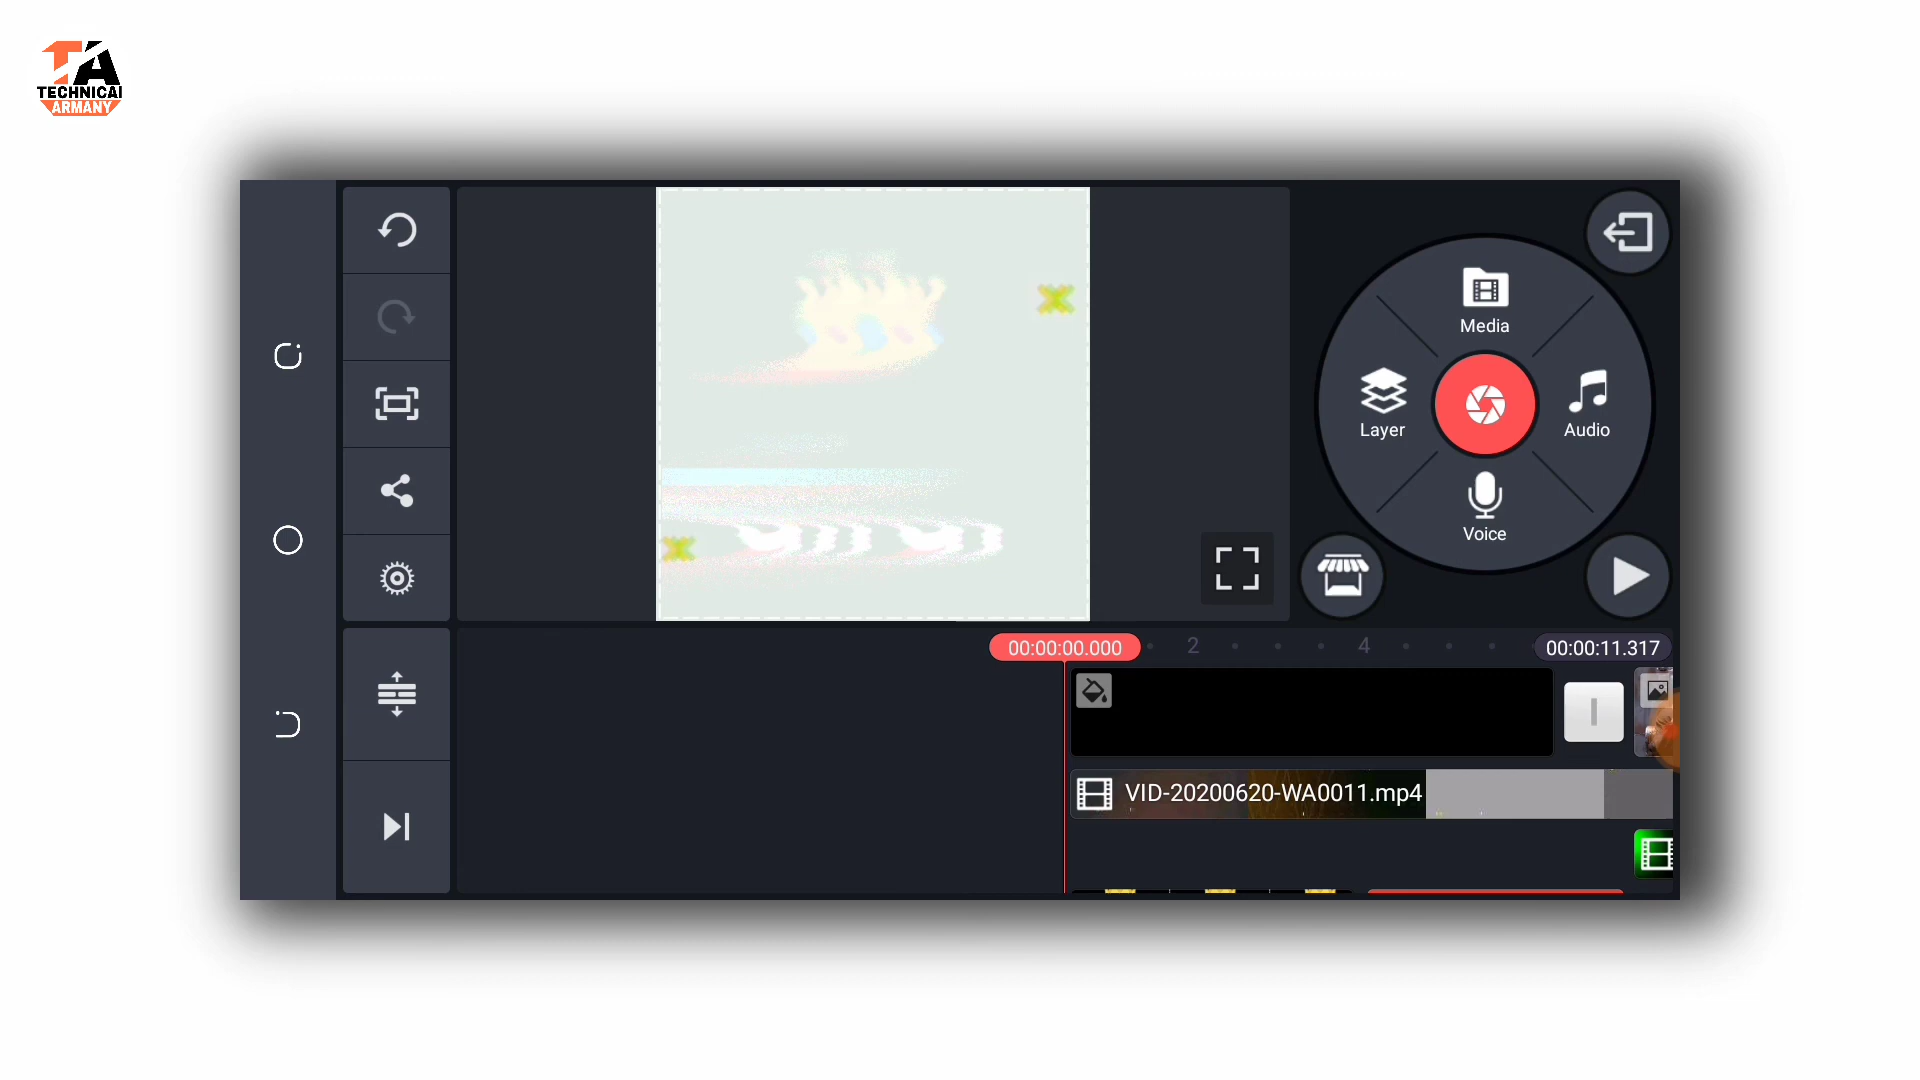 TECHNICAL
ARMANY
Media
Layer
Audio
Voice
00:00:00.000
2
4
00:00:11.317
VID-20200620-WA0011.mp4